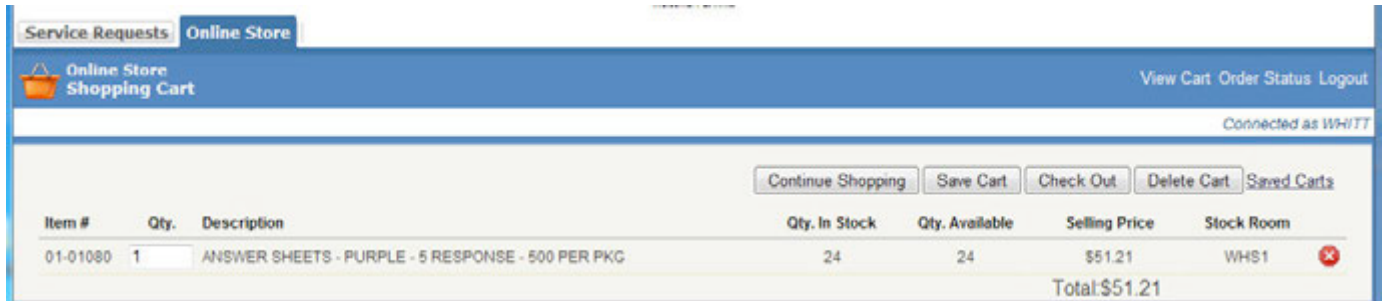 Service Requests Online Store
Online Store
Shopping Cart
View Cart Order Status Logout
Connected as WHITT
Continue Shopping Save Cart Check Out Delete Cart Saved Carts
Item # Qty. Description Qty. In Stock Qty. Available Selling Price Stock Room
01-01080 1 ANSWER SHEETS - PURPLE - 5 RESPONSE - 500 PER PKG 24 24 $51.21 WHS1
Total:$51.21